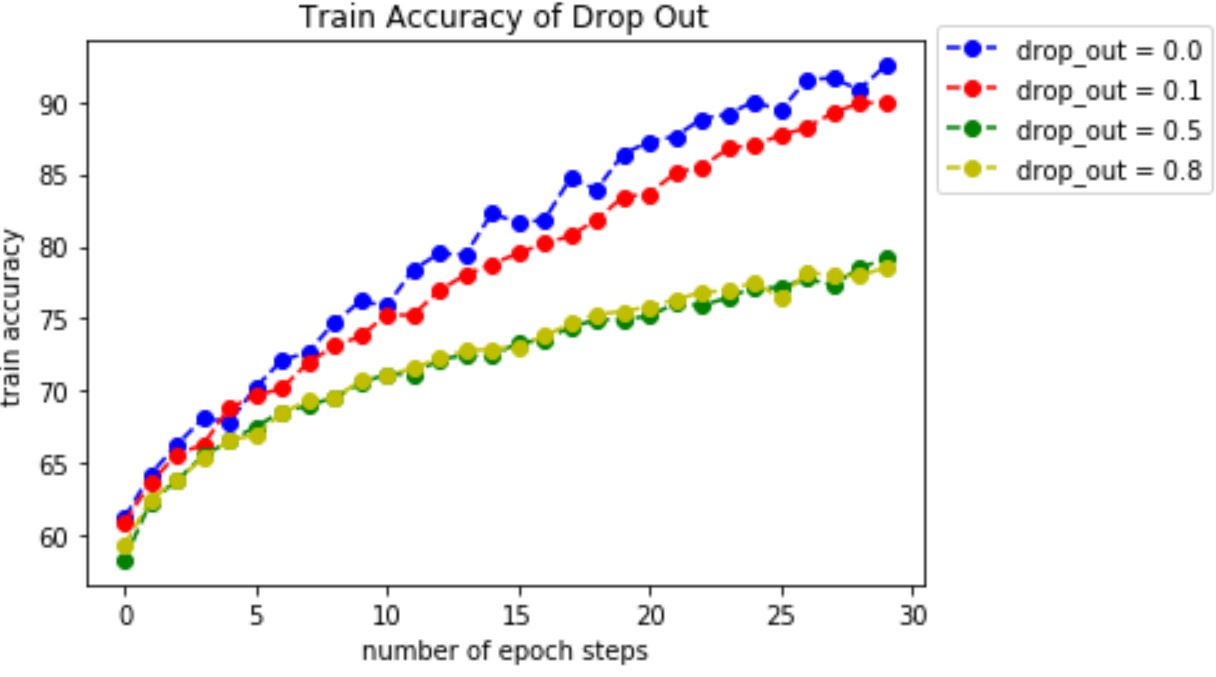 Train Accuracy of Drop Out
drop_out = 0.0
drop_out = 0.1
drop_out = 0.5
drop_out = 0.8
train accuracy
90
85
80
75
70
65
60
0 5 10 15 20 25 30
number of epoch steps